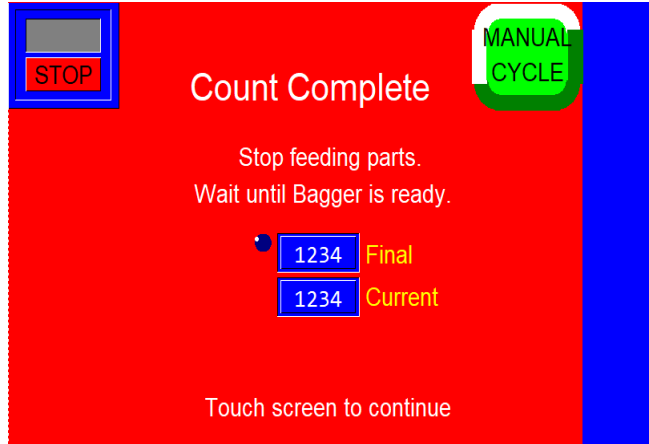 STOP
MANUAL
CYCLE
Count Complete
Stop feeding parts.
Wait until Bagger is ready.
1234 Final
1234 Current
Touch screen to continue